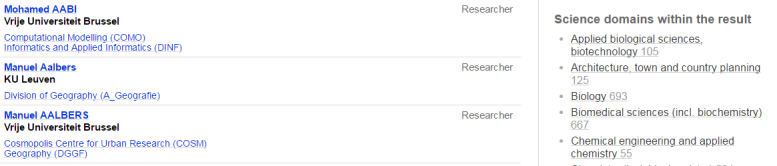 Mohamed AABI
Researcher
Vrije Universiteit Brussel
Computational Modelling (COMO)
Informatics and Applied Informatics (DINF)
Manuel Aalbers
Researcher
KU Leuven
Division of Geography (A_Geografie)
Manuel AALBERS
Researcher
Vrije Universiteit Brussel
Cosmopolis Centre for Urban Research (COSM)
Geography (DGGF)
Science domains within the result
Applied biological sciences,
biotechnology 105
Architecture, town and country planning
125
Biology 693
Biomedical sciences (incl. biochemistry)
667
Chemical engineering and applied
chemistry 55